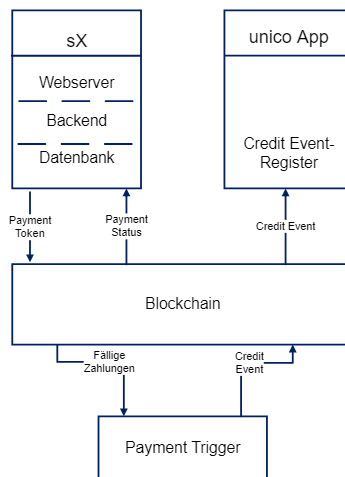 sX
unico App
Webserver
Backend
Datenbank
Credit Event-
Register
Payment
Token
Payment
Status
Credit Event
Blockchain
Fällige
Zahlungen
Credit
Event
Payment Trigger